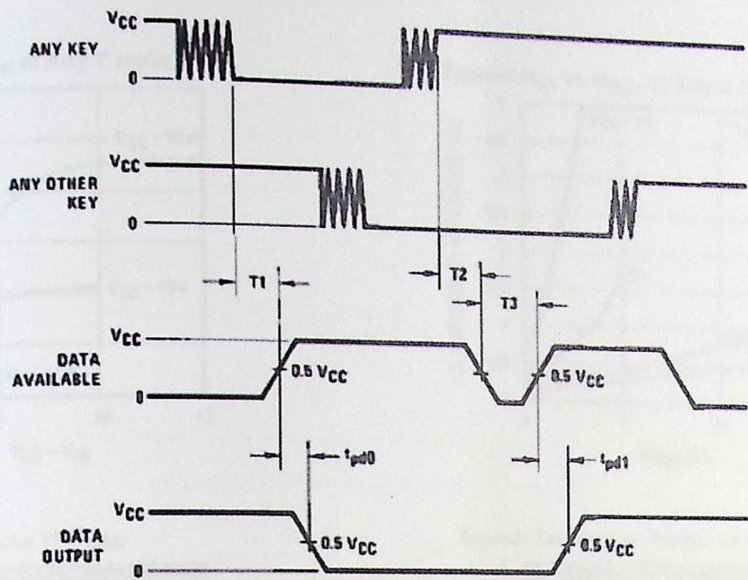 VCC
ANY KEY
0
VCC
ANY OTHER
KEY
0
T1
T2
T3
VCC
DATA
AVAILABLE
0
0.5 VCC
0.5 VCC
tpd0
tpd1
VCC
DATA
OUTPUT
0
0.5 VCC
0.5 VCC